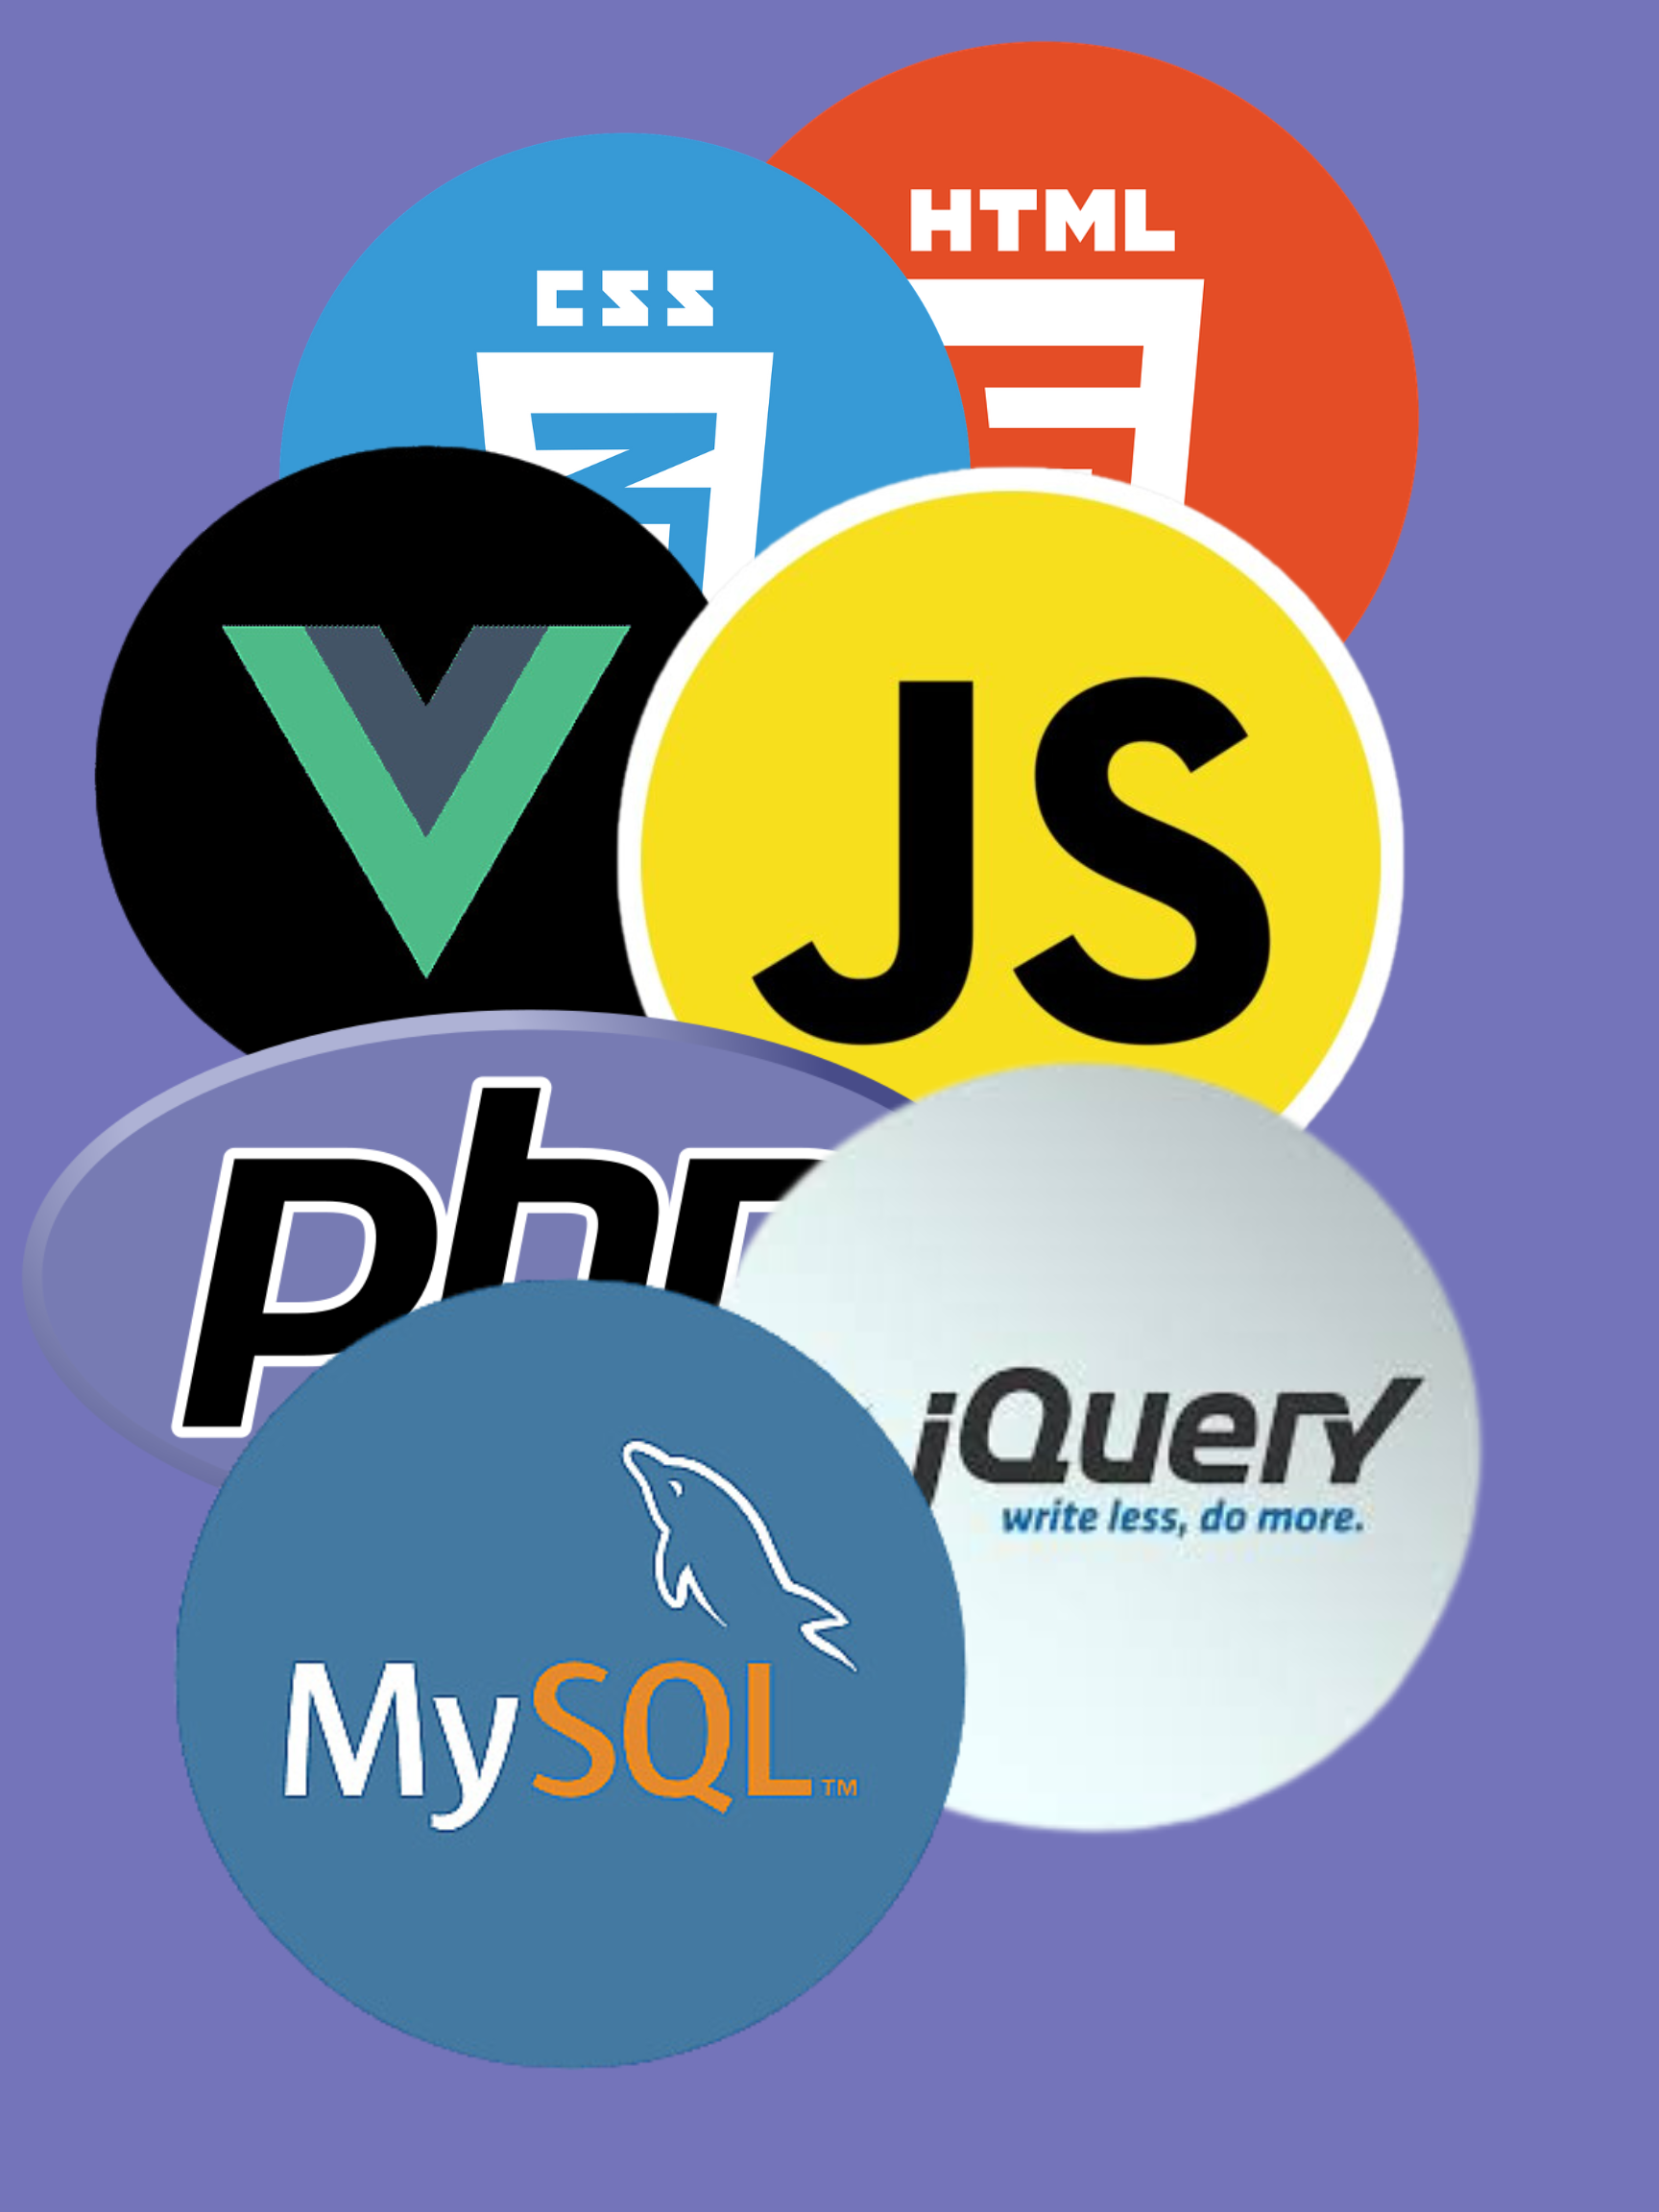 HTML
CSS
JS
php
jQuery
write less, do more.
MySQL™